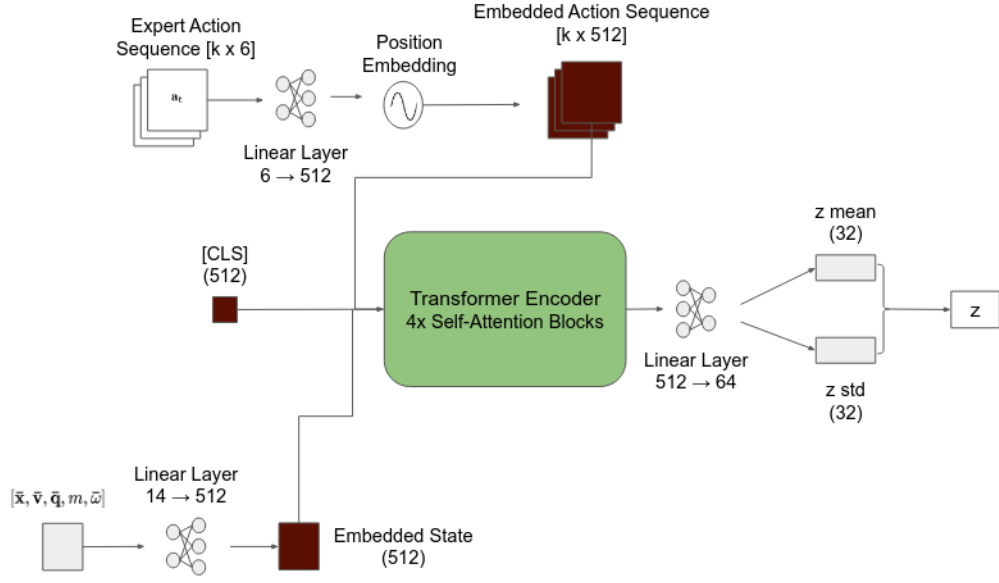 Expert Action
Sequence [k x 6]
Position
Embedding
Embedded Action Sequence
[k x 512]
a_t
Linear Layer
6 → 512
[CLS]
(512)
Transformer Encoder
4x Self-Attention Blocks
Linear Layer
512 → 64
z mean
(32)
z std
(32)
z
[x̄, v̄, q̄, m, ω̄]
Linear Layer
14 → 512
Embedded State
(512)